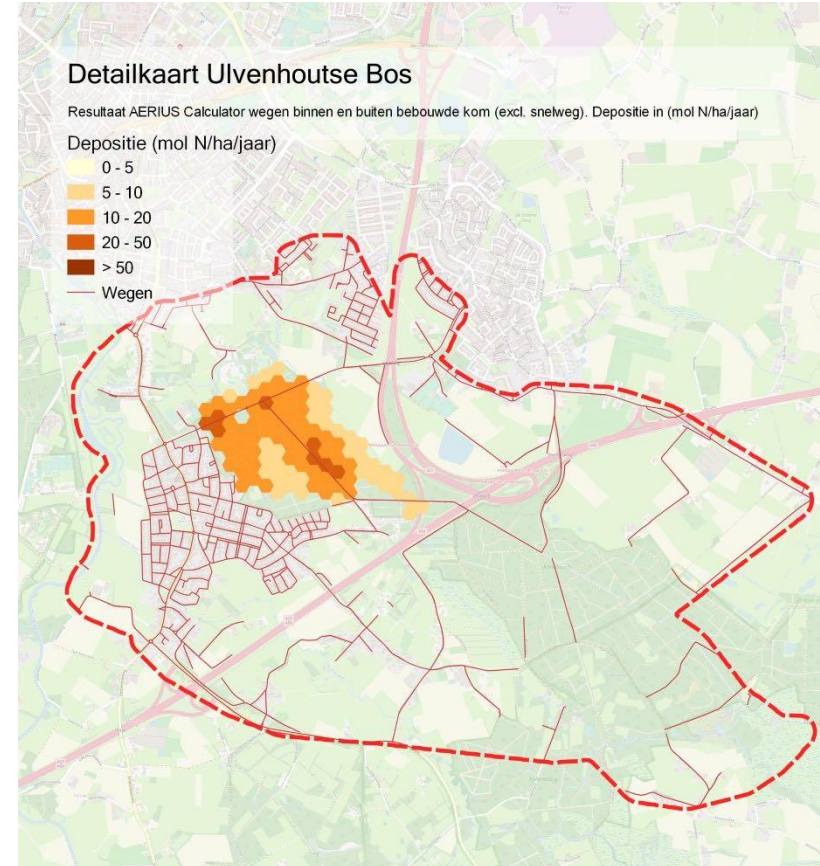 Detailkaart Ulvenhoutse Bos
Resultaat AERIUS Calculator wegen binnen en buiten bebouwde kom (excl. snelweg). Depositie in (mol N/ha/jaar)
Depositie (mol N/ha/jaar)
0 - 5
5 - 10
10 - 20
20 - 50
> 50
Wegen